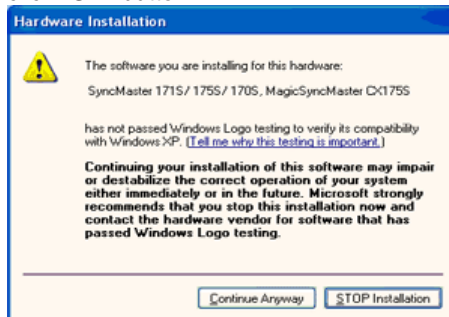 Hardware Installation
The software you are installing for this hardware:
SyncMaster 171S/ 175S/ 170S, MagicSyncMaster CX175S
has not passed Windows Logo testing to verify its compatibility
with Windows XP. (Tell me why this testing is important.)
Continuing your installation of this software may impair
or destabilize the correct operation of your system
either immediately or in the future. Microsoft strongly
recommends that you stop this installation now and
contact the hardware vendor for software that has
passed Windows Logo testing.
Continue Anyway STOP Installation